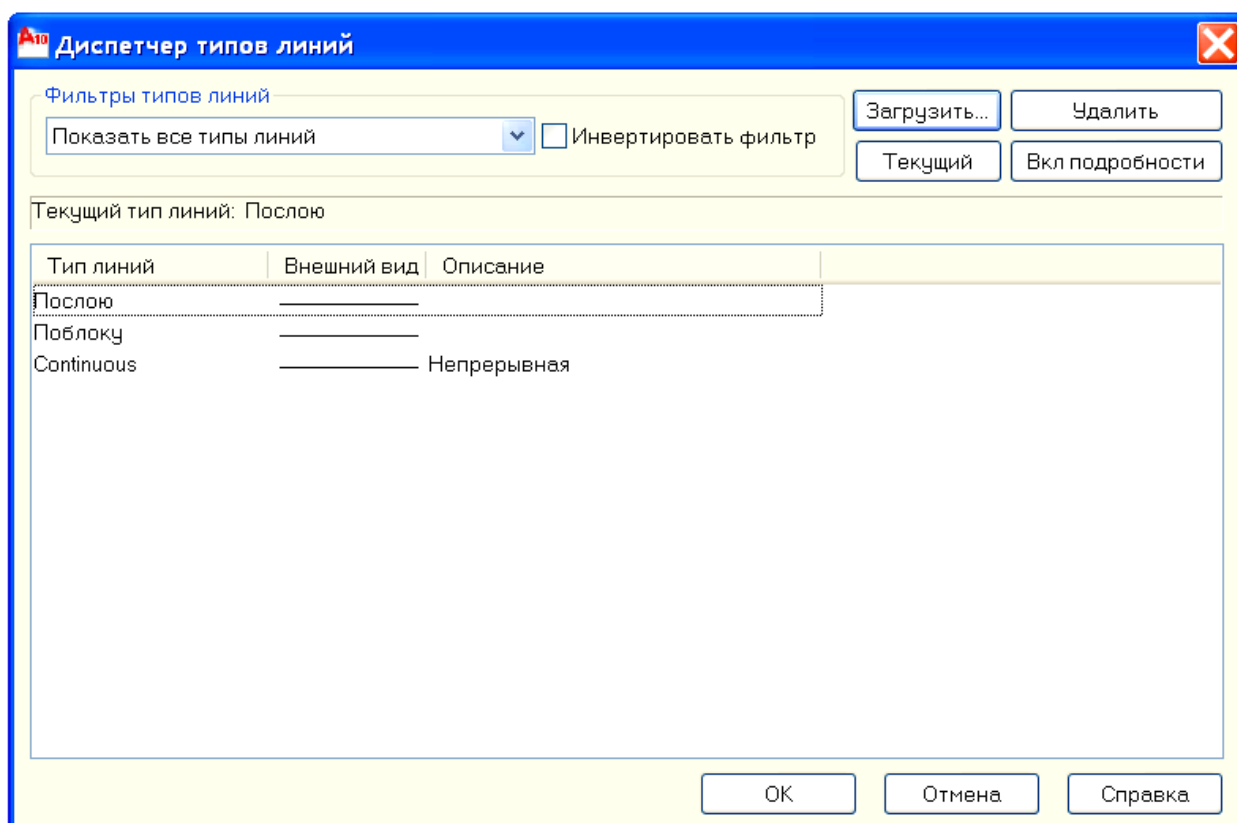 A10 Диспетчер типов линий
Фильтры типов линий
Показать все типы линий
Инвертировать фильтр
Загрузить...
Удалить
Текущий
Вкл подробности
Текущий тип линий: Послою
Тип линий Внешний вид Описание
Послою
Поблоку
Continuous Непрерывная
ОК Отмена Справка